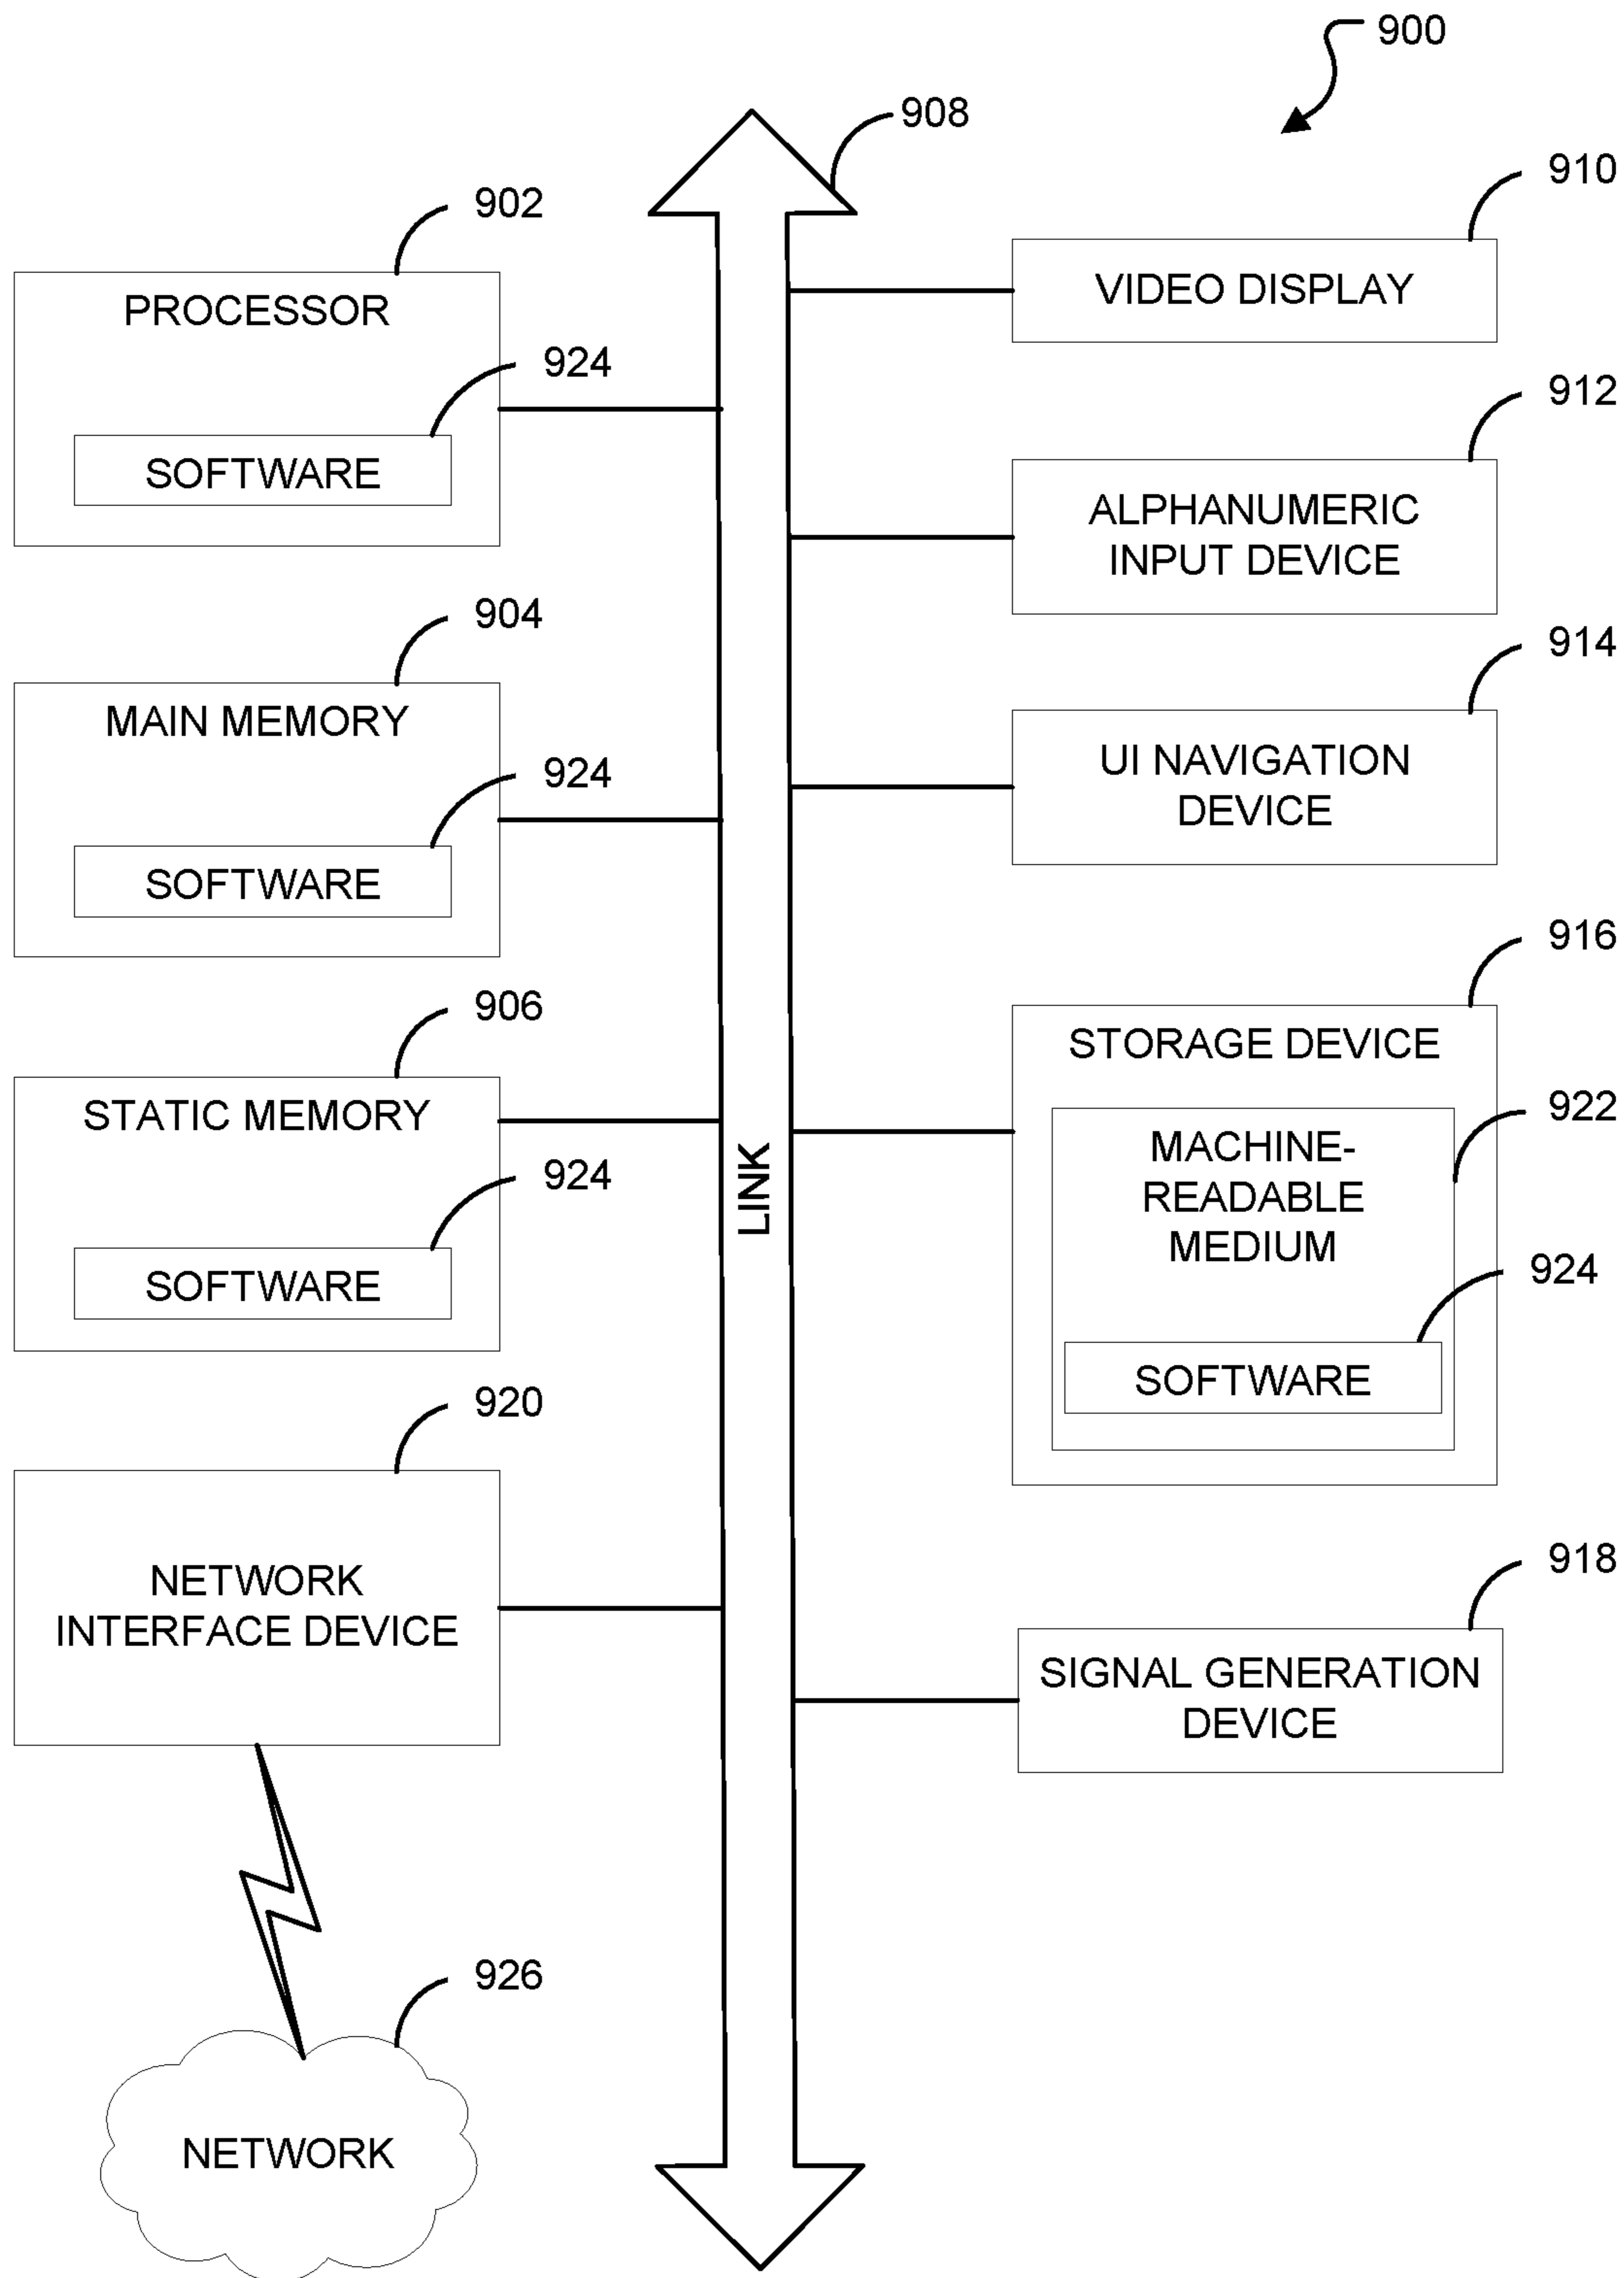 900
908
902
PROCESSOR
924
SOFTWARE
904
MAIN MEMORY
924
SOFTWARE
906
STATIC MEMORY
924
SOFTWARE
920
NETWORK
INTERFACE DEVICE
926
NETWORK
LINK
910
VIDEO DISPLAY
912
ALPHANUMERIC
INPUT DEVICE
914
UI NAVIGATION
DEVICE
916
STORAGE DEVICE
922
MACHINE-
READABLE
MEDIUM
924
SOFTWARE
918
SIGNAL GENERATION
DEVICE